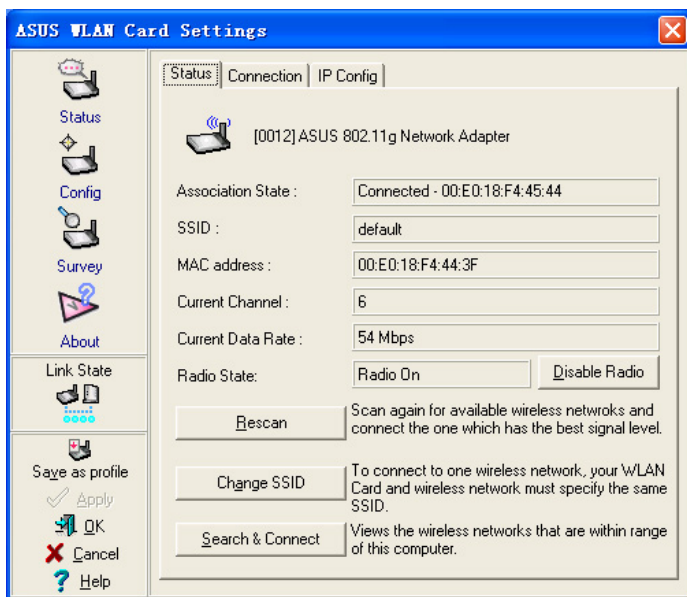 ASUS WLAN Card Settings
Status
Config
Survey
About
Link State
Save as profile
Apply
OK
Cancel
Help
Status
Connection
IP Config
[0012] ASUS 802.11g Network Adapter
Association State :
Connected - 00:E0:18:F4:45:44
SSID :
default
MAC address :
00:E0:18:F4:44:3F
Current Channel :
6
Current Data Rate :
54 Mbps
Radio State:
Radio On
Disable Radio
Rescan
Scan again for available wireless netwroks and
connect the one which has the best signal level.
Change SSID
To connect to one wireless network, your WLAN
Card and wireless network must specify the same
SSID.
Search & Connect
Views the wireless networks that are within range
of this computer.